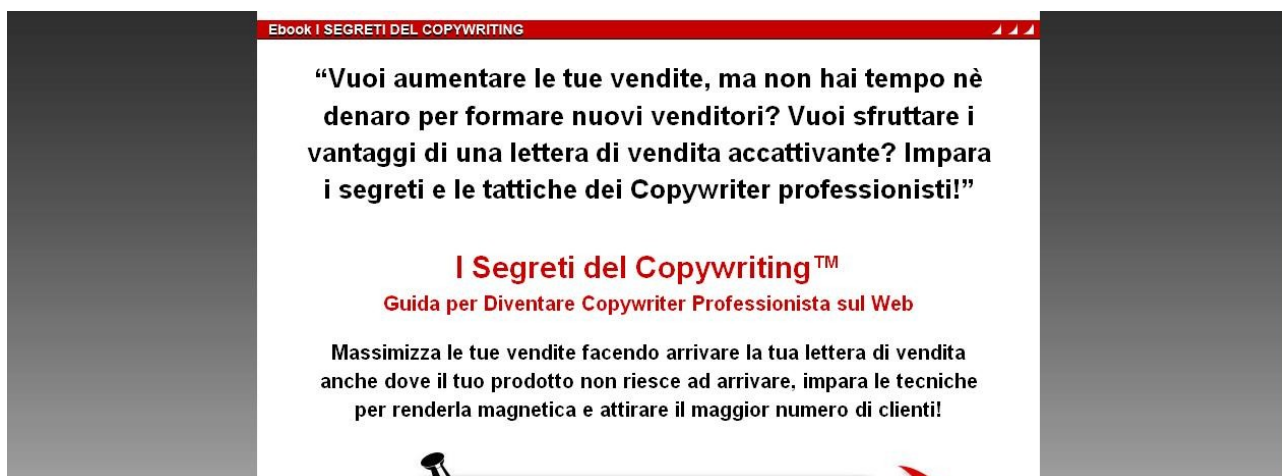 Ebook I SEGRETI DEL COPYWRITING
“Vuoi aumentare le tue vendite, ma non hai tempo nè
denaro per formare nuovi venditori? Vuoi sfruttare i
vantaggi di una lettera di vendita accattivante? Impara
i segreti e le tattiche dei Copywriter professionisti!”
I Segreti del Copywriting™
Guida per Diventare Copywriter Professionista sul Web
Massimizza le tue vendite facendo arrivare la tua lettera di vendita
anche dove il tuo prodotto non riesce ad arrivare, impara le tecniche
per renderla magnetica e attirare il maggior numero di clienti!